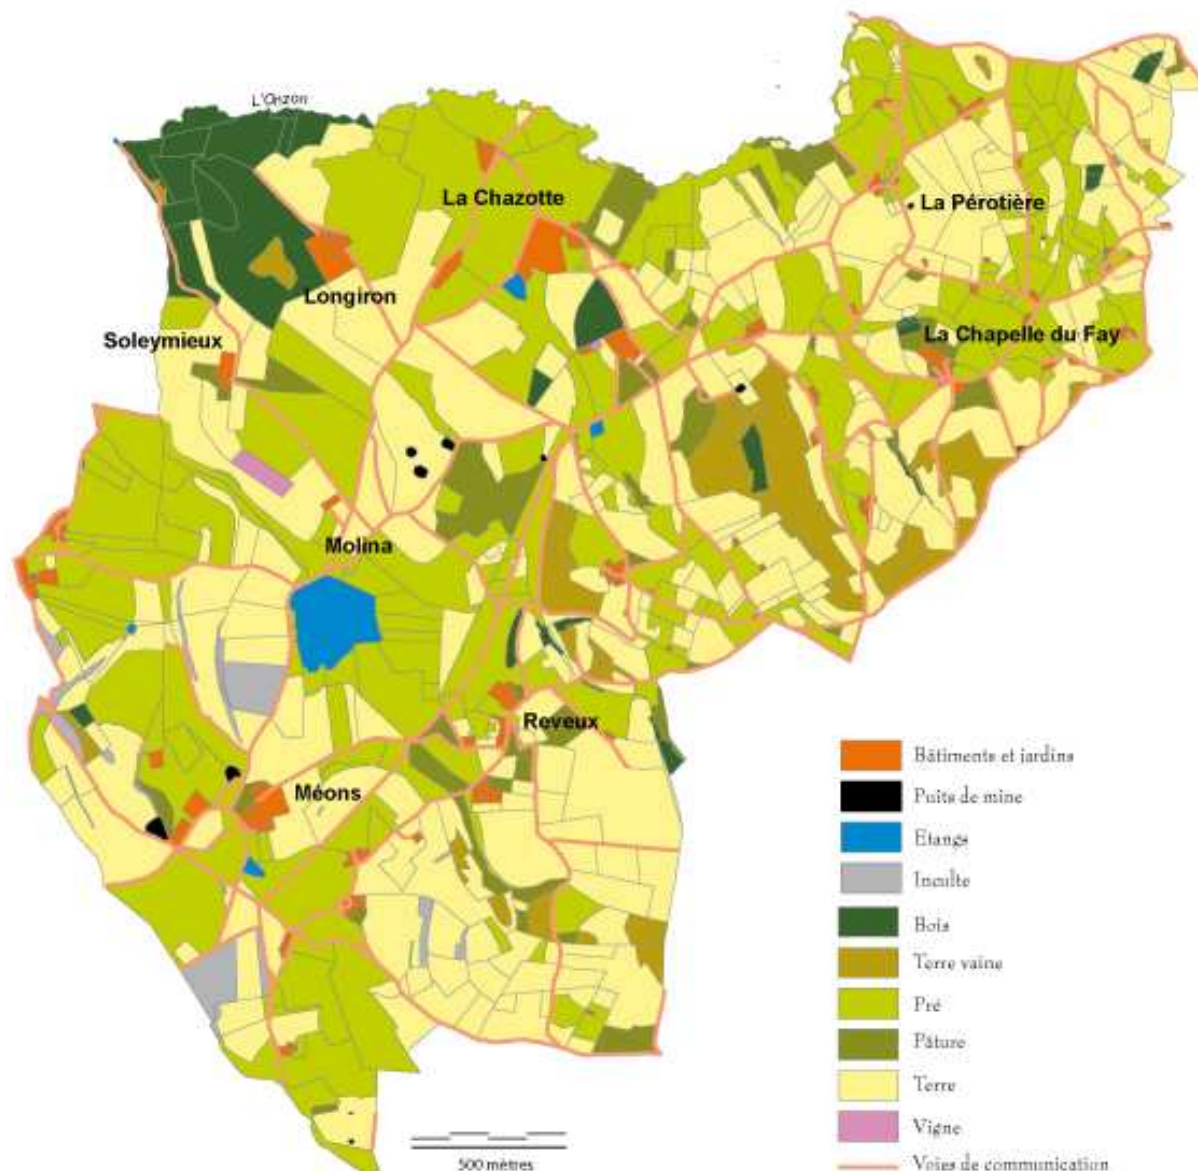 L'Onzon
La Chazotte
La Pérotière
Longiron
Soleymieux
La Chapelle du Fay
Molina
Reveux
Méons
Bâtiments et jardins
Puits de mine
Etangs
Inculte
Bois
Terre vaine
Pré
Pâture
Terre
Vigne
Voies de communication
500 mètres